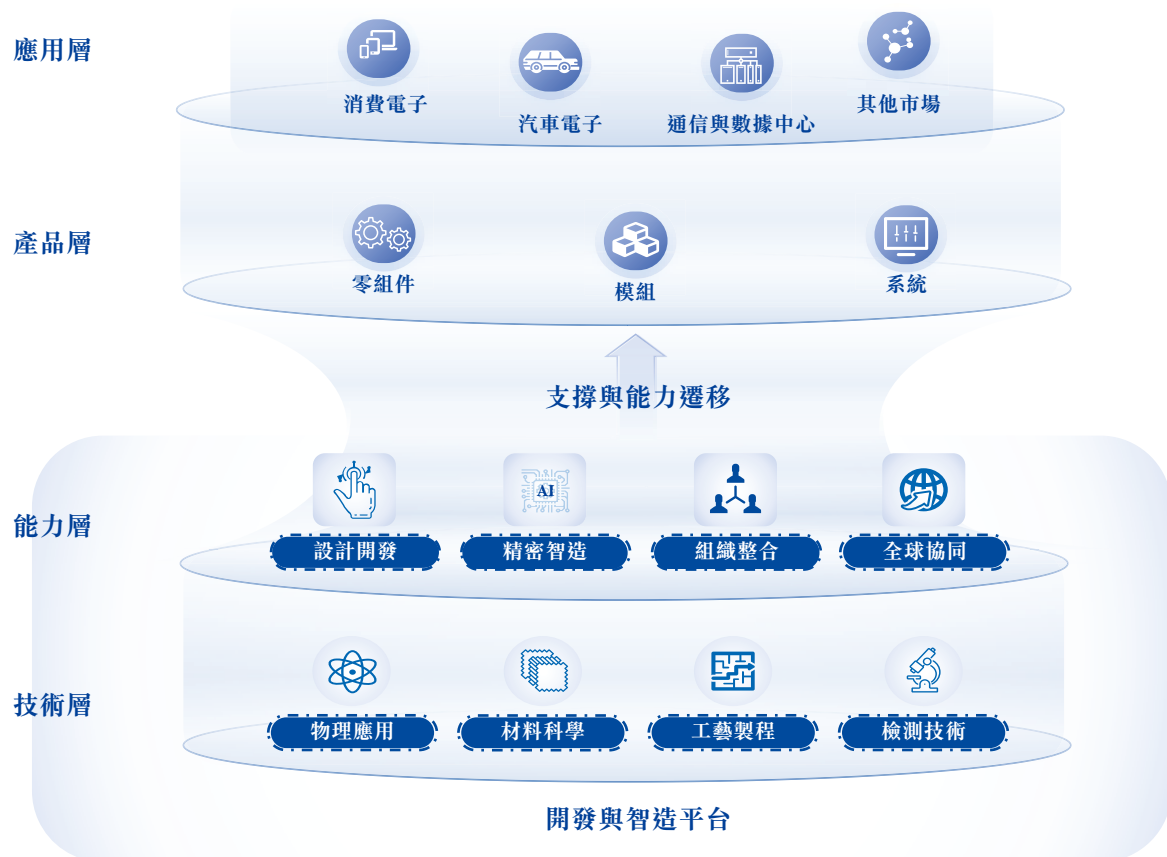 應用層
消費電子
汽車電子
通信與數據中心
其他市場
產品層
零組件
模組
系統
支撐與能力遷移
能力層
AI
設計開發
精密智造
組織整合
全球協同
技術層
物理應用
材料科學
工藝製程
檢測技術
開發與智造平台